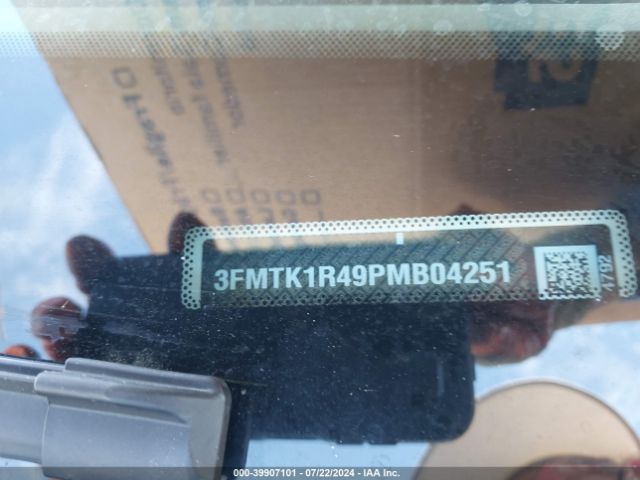 3FMTK1R49PMB04251
4792
000-39907101 - 07/22/2024 - IAA Inc.